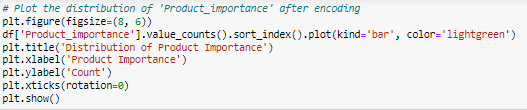 # Plot the distribution of 'Product_importance' after encoding
plt.figure(figsize=(8, 6))
df['Product_importance'].value_counts().sort_index().plot(kind='bar', color='lightgreen')
plt.title('Distribution of Product Importance')
plt.xlabel('Product Importance')
plt.ylabel('Count')
plt.xticks(rotation=0)
plt.show()